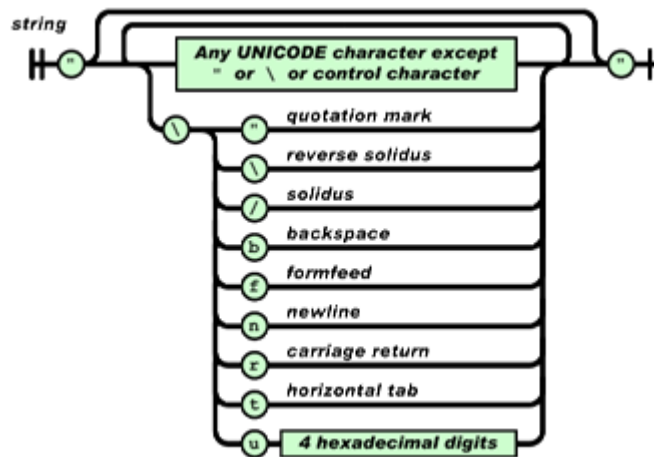 string
" Any UNICODE character except "
" or \ or control character
\ " quotation mark
\ reverse solidus
/ solidus
b backspace
f formfeed
n newline
r carriage return
t horizontal tab
u 4 hexadecimal digits